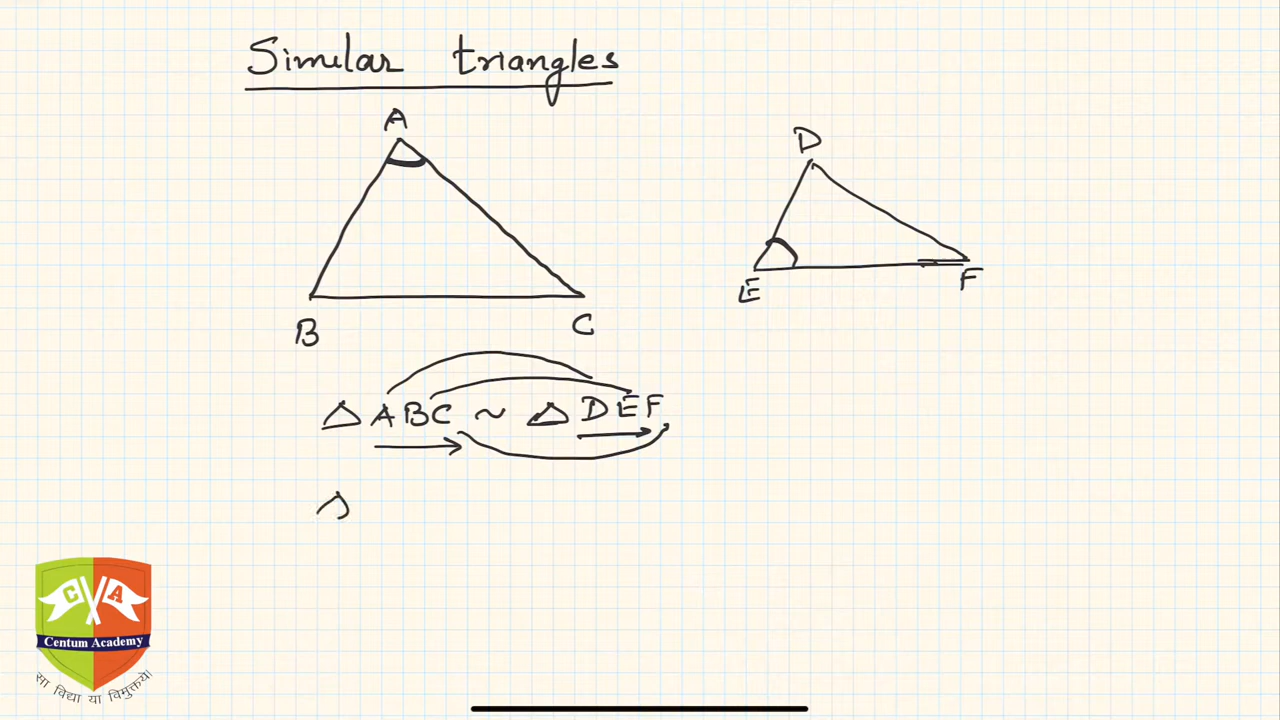 Similar triangles
A
D
B
C
E
F
△ ABC ~ △ DEF
△
C A
Centum Academy
सा विद्या या विमुक्तये।